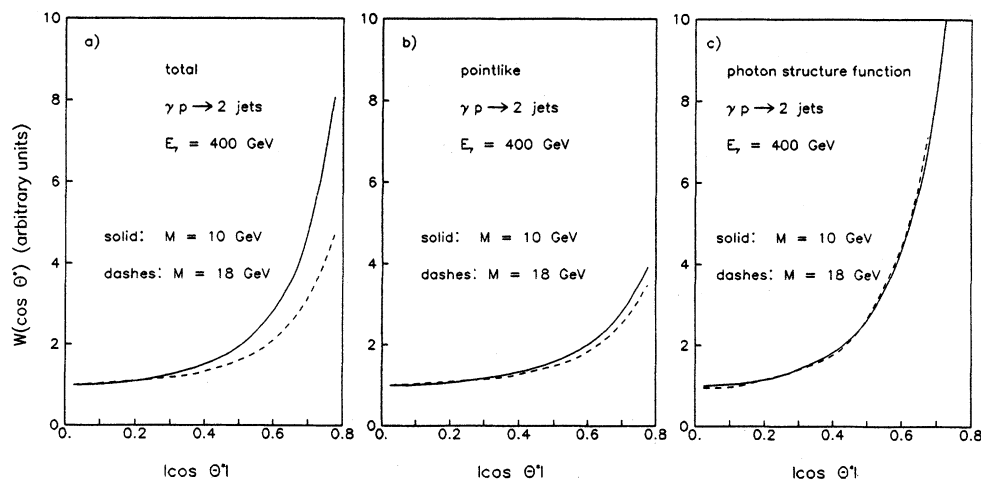 a)
total
γ p → 2 jets
Eγ = 400 GeV
solid: M = 10 GeV
dashes: M = 18 GeV
W(cos Θ*) (arbitrary units)
10
8
6
4
2
0
0. 0.2 0.4 0.6 0.8
|cos Θ*|
b)
pointlike
γ p → 2 jets
Eγ = 400 GeV
solid: M = 10 GeV
dashes: M = 18 GeV
10
8
6
4
2
0
0. 0.2 0.4 0.6 0.8
|cos Θ*|
c)
photon structure function
γ p → 2 jets
Eγ = 400 GeV
solid: M = 10 GeV
dashes: M = 18 GeV
10
8
6
4
2
0
0. 0.2 0.4 0.6 0.8
|cos Θ*|